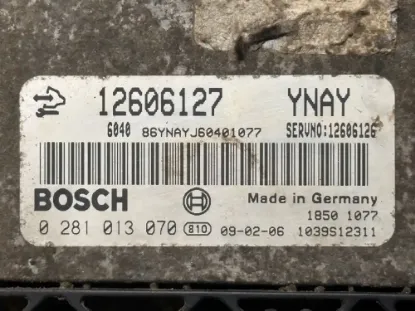 12606127 YNAY
6040 86YNAYJ60401077 SERVNO:12606126
BOSCH Made in Germany
1850 1077
0 281 013 070 810 09-02-06 1039S12311